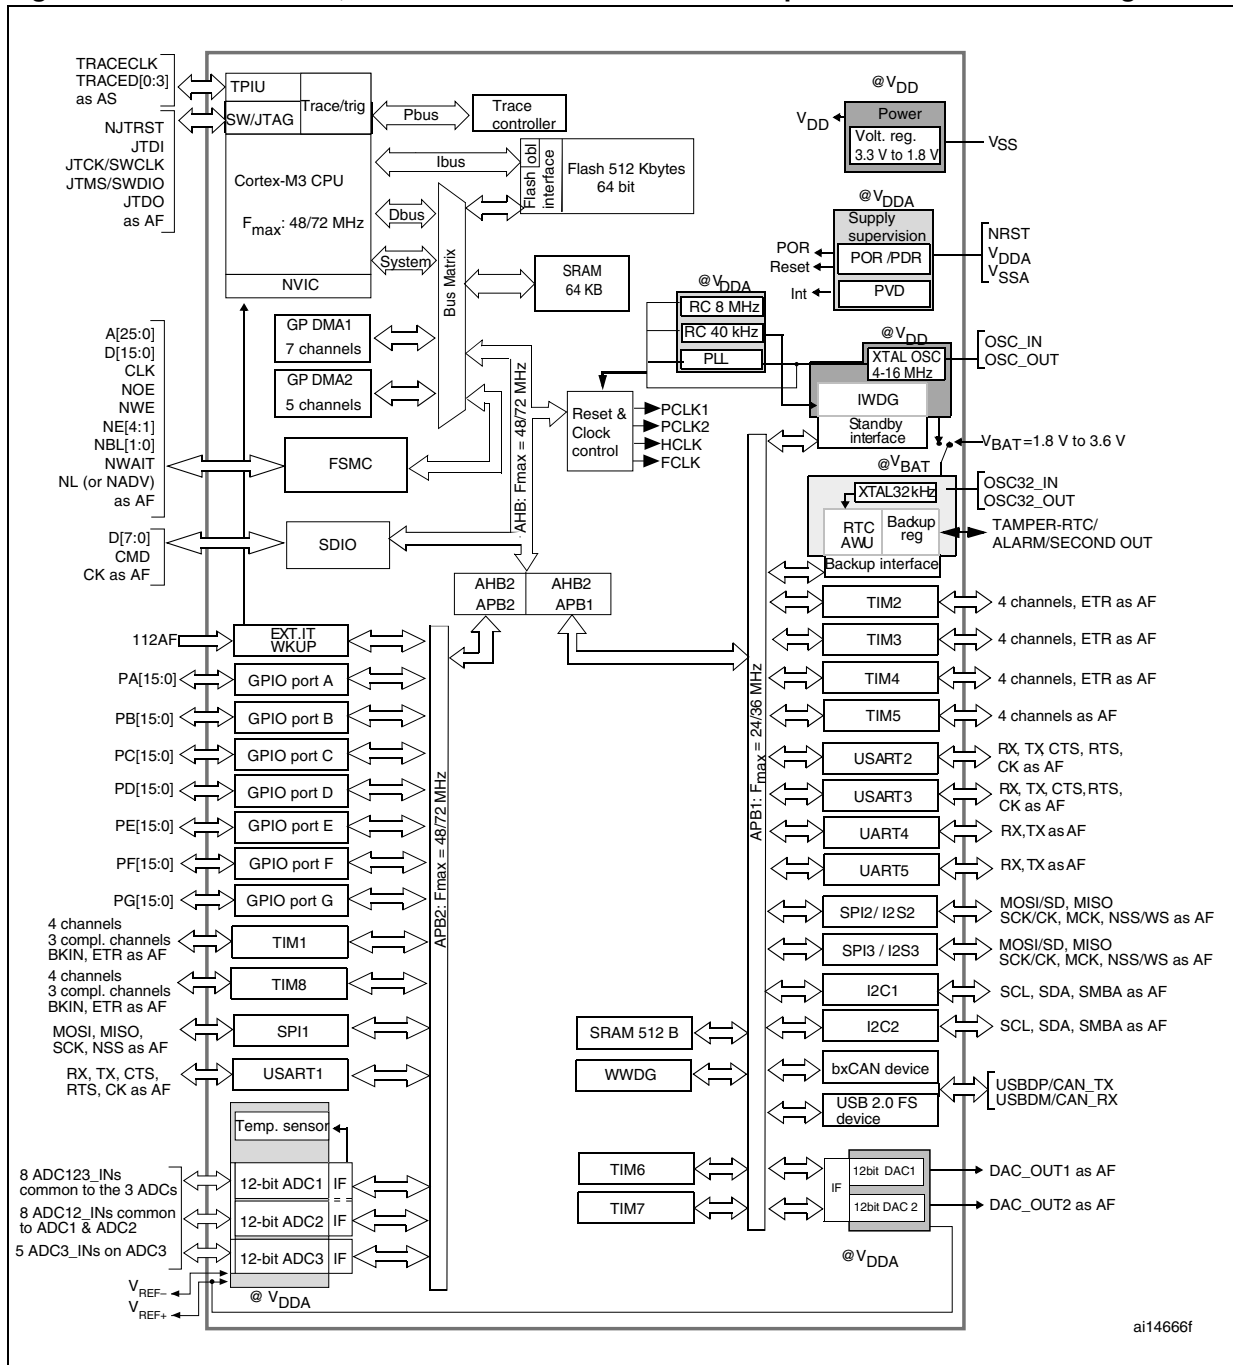 TRACECLK
TRACED[0:3]
as AS
NJTRST
JTDI
JTCK/SWCLK
JTMS/SWDIO
JTDO
as AF
TPIU
SW/JTAG
Trace/trig
Cortex-M3 CPU
Fmax: 48/72 MHz
NVIC
Pbus
Trace
controller
Ibus
Dbus
System
Flash obl
interface
Flash 512 Kbytes
64 bit
Bus Matrix
SRAM
64 KB
GP DMA1
7 channels
GP DMA2
5 channels
A[25:0]
D[15:0]
CLK
NOE
NWE
NE[4:1]
NBL[1:0]
NWAIT
NL (or NADV)
as AF
FSMC
D[7:0]
CMD
CK as AF
SDIO
AHB: Fmax = 48/72 MHz
@VDDA
RC 8 MHz
RC 40 kHz
PLL
Reset &
Clock
control
PCLK1
PCLK2
HCLK
FCLK
@VDD
Power
VDD
Volt. reg.
3.3 V to 1.8 V
VSS
@VDDA
Supply
supervision
POR
Reset
Int
POR /PDR
PVD
NRST
VDDA
VSSA
@VDD
XTAL OSC
4-16 MHz
OSC_IN
OSC_OUT
IWDG
Standby
interface
VBAT=1.8 V to 3.6 V
@VBAT
XTAL32kHz
OSC32_IN
OSC32_OUT
RTC
AWU
Backup
reg
TAMPER-RTC/
ALARM/SECOND OUT
Backup interface
AHB2
APB2
AHB2
APB1
112AF
EXT.IT
WKUP
PA[15:0]
GPIO port A
PB[15:0]
GPIO port B
PC[15:0]
GPIO port C
PD[15:0]
GPIO port D
PE[15:0]
GPIO port E
PF[15:0]
GPIO port F
PG[15:0]
GPIO port G
4 channels
3 compl. channels
BKIN, ETR as AF
TIM1
4 channels
3 compl. channels
BKIN, ETR as AF
TIM8
MOSI, MISO,
SCK, NSS as AF
SPI1
RX, TX, CTS,
RTS, CK as AF
USART1
Temp. sensor
8 ADC123_INs
common to the 3 ADCs
12-bit ADC1
IF
8 ADC12_INs common
to ADC1 & ADC2
12-bit ADC2
IF
5 ADC3_INs on ADC3
12-bit ADC3
IF
VREF–
VREF+
@ VDDA
APB2: Fmax = 48/72 MHz
APB1: Fmax = 24/36 MHz
TIM2
4 channels, ETR as AF
TIM3
4 channels, ETR as AF
TIM4
4 channels, ETR as AF
TIM5
4 channels as AF
USART2
RX, TX CTS, RTS,
CK as AF
USART3
RX, TX, CTS, RTS,
CK as AF
UART4
RX,TX as AF
UART5
RX, TX as AF
SPI2/ I2S2
MOSI/SD, MISO
SCK/CK, MCK, NSS/WS as AF
SPI3 / I2S3
MOSI/SD, MISO
SCK/CK, MCK, NSS/WS as AF
I2C1
SCL, SDA, SMBA as AF
I2C2
SCL, SDA, SMBA as AF
SRAM 512 B
WWDG
bxCAN device
USB 2.0 FS
device
USBDP/CAN_TX
USBDM/CAN_RX
TIM6
TIM7
IF
12bit DAC1
DAC_OUT1 as AF
12bit DAC 2
DAC_OUT2 as AF
@VDDA
ai14666f